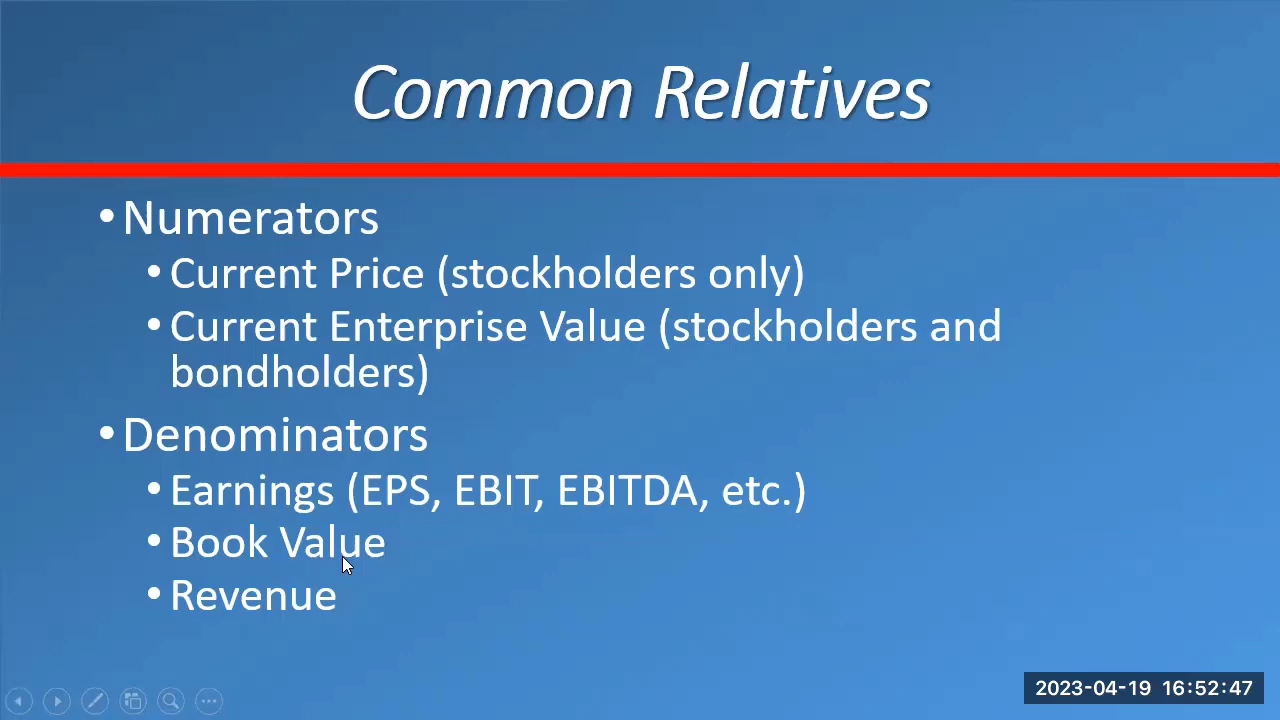 Common Relatives
•Numerators
•Current Price (stockholders only)
•Current Enterprise Value (stockholders and
bondholders)
•Denominators
•Earnings (EPS, EBIT, EBITDA, etc.)
•Book Value
•Revenue
2023-04-19 16:52:47